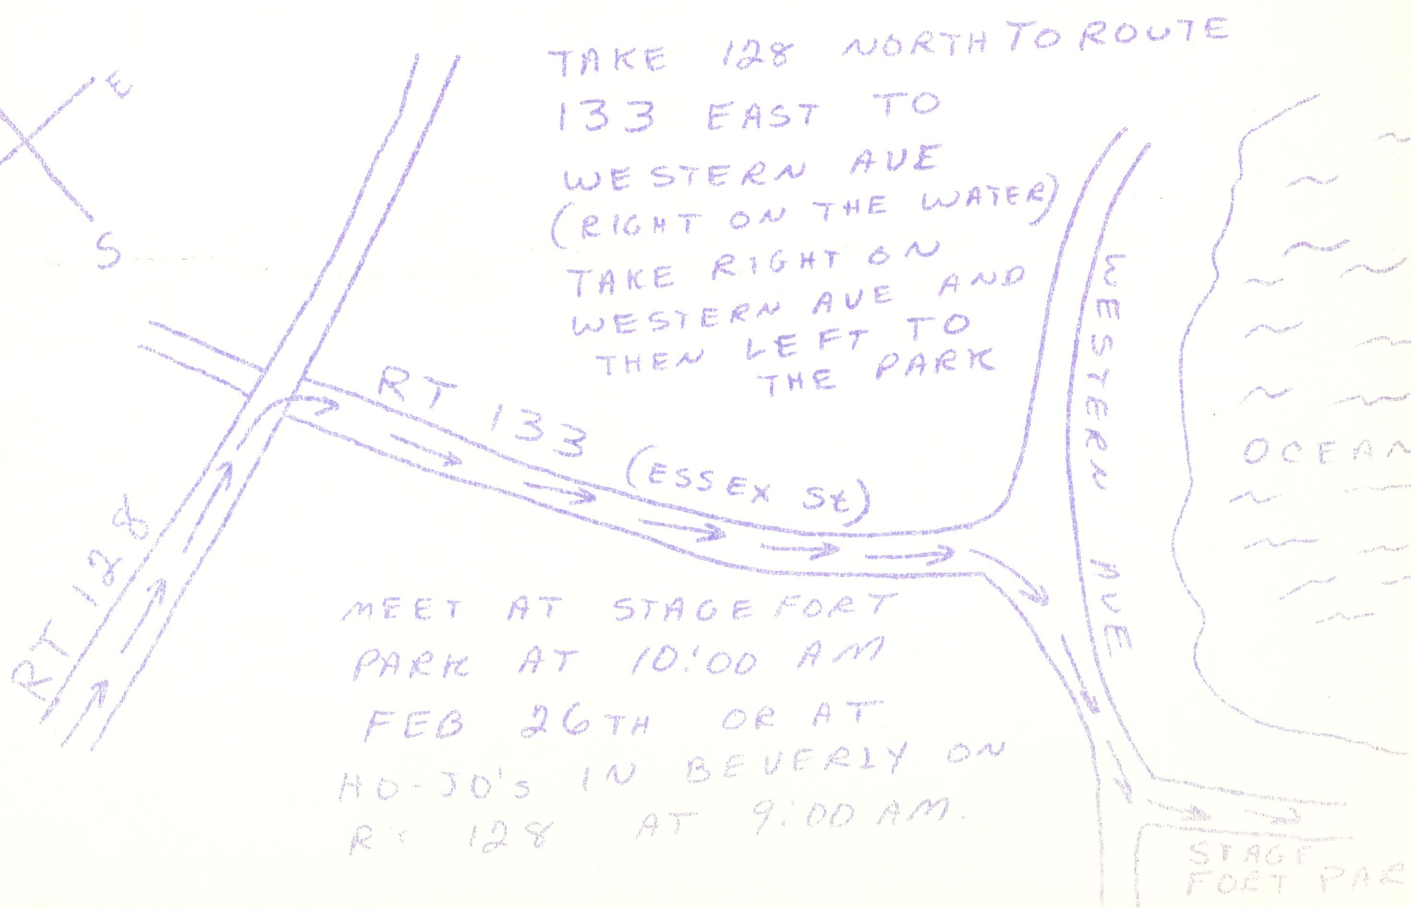 TAKE 128 NORTH TO ROUTE
133 EAST TO
WESTERN AVE
(RIGHT ON THE WATER)
TAKE RIGHT ON
WESTERN AVE AND
THEN LEFT TO
THE PARK
E
S
RT 128
RT 133 (ESSEX St)
WESTERN AVE
OCEAN
MEET AT STAGE FORT
PARK AT 10:00 AM
FEB 26TH OR AT
HO-JO'S IN BEVERLY ON
RT 128 AT 9:00 AM.
STAGE
FORT PAR